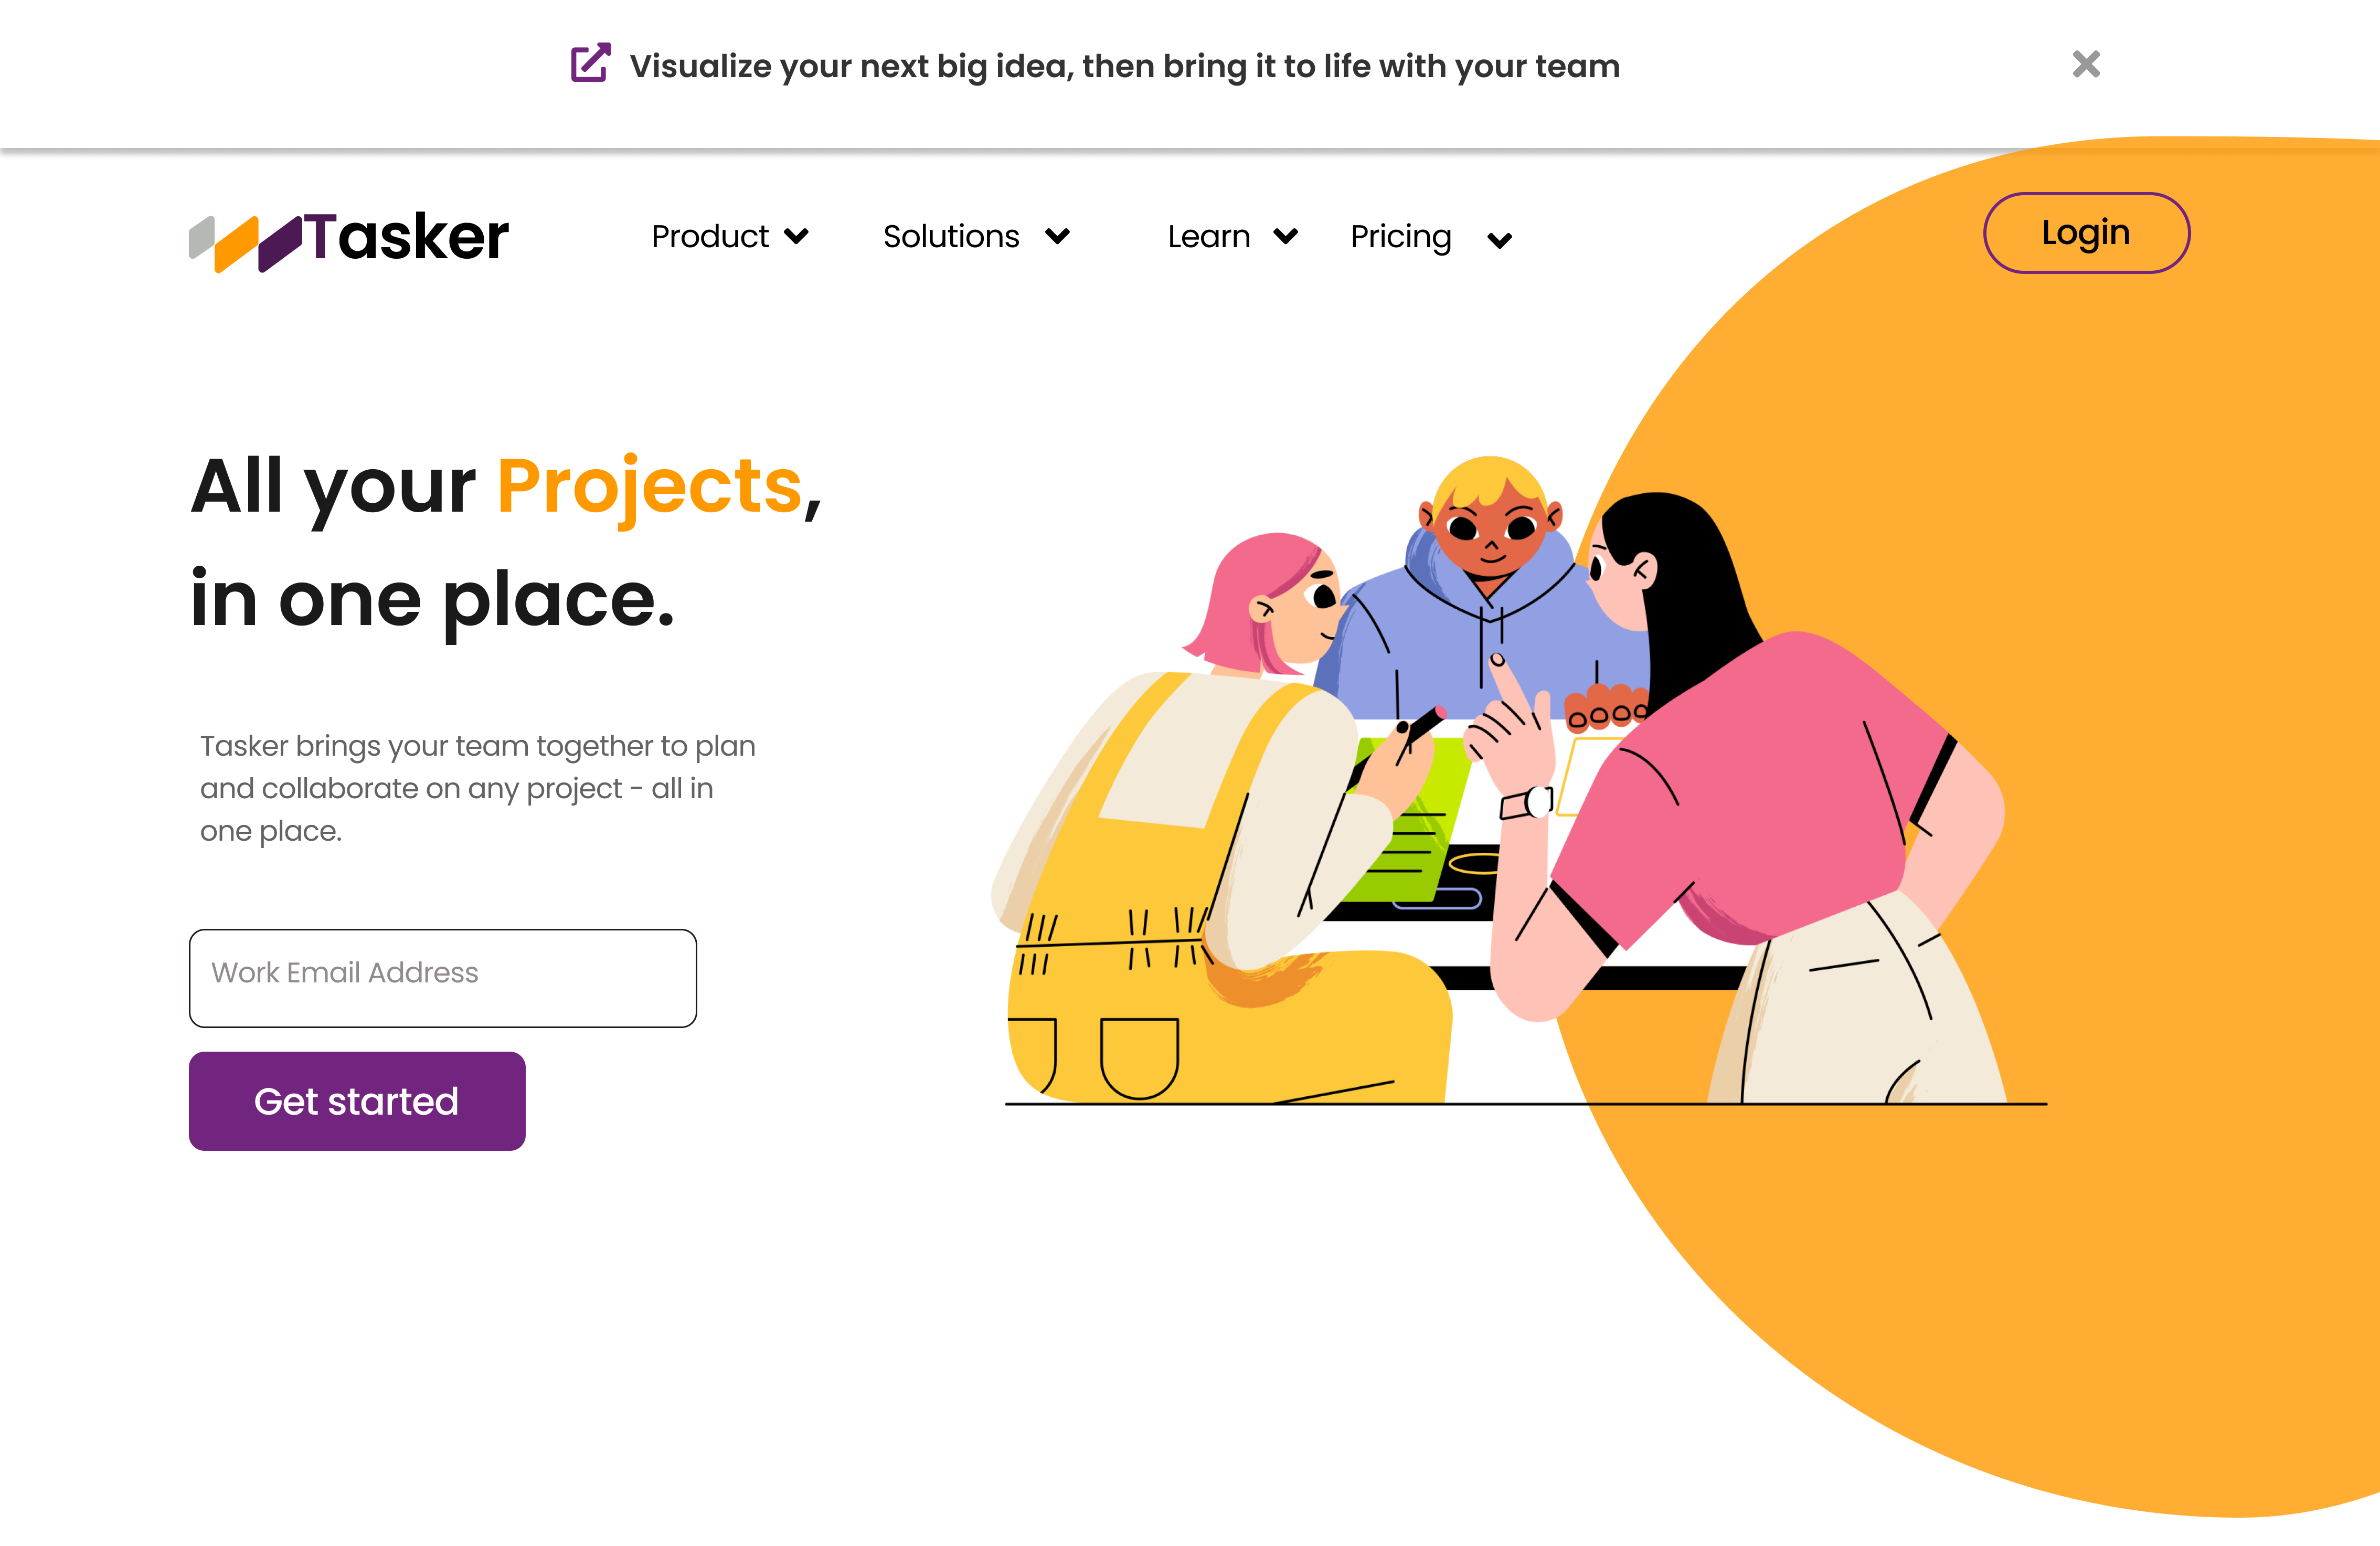 Visualize your next big idea, then bring it to life with your team
Tasker Product Solutions Learn Pricing Login
All your Projects,
in one place.
Tasker brings your team together to plan
and collaborate on any project - all in
one place.
Work Email Address
Get started